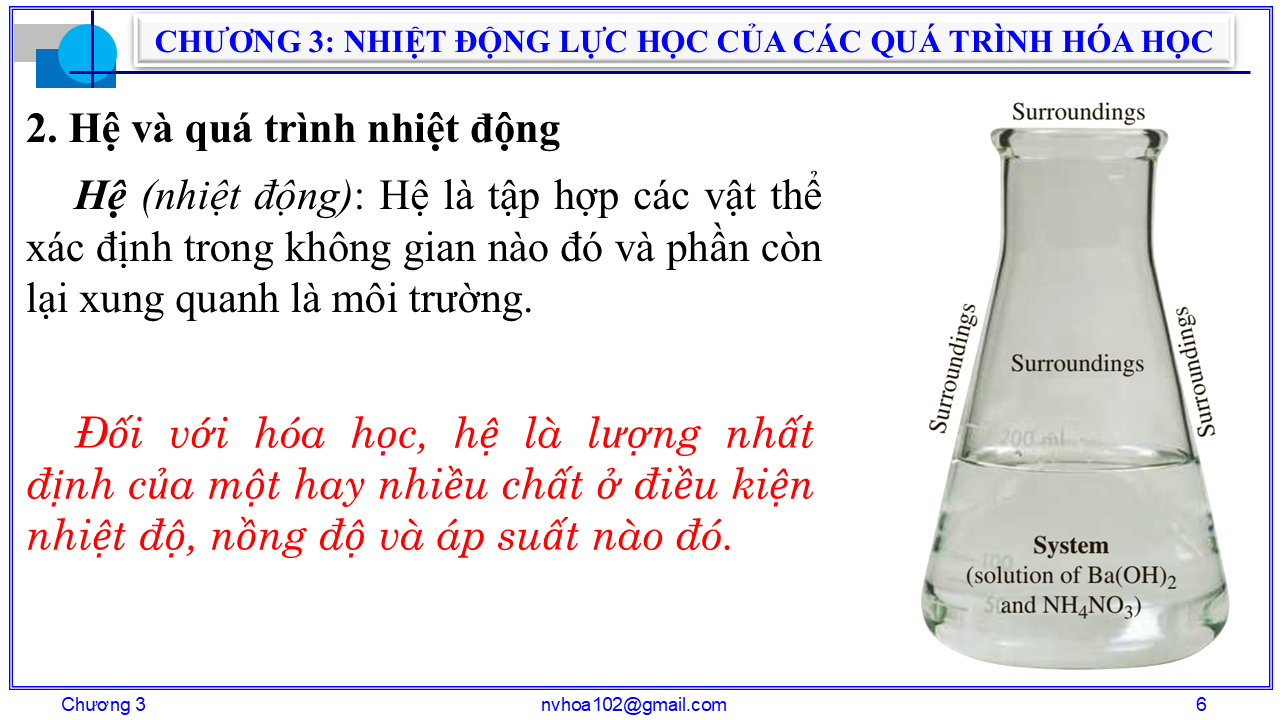 CHƯƠNG 3: NHIỆT ĐỘNG LỰC HỌC CỦA CÁC QUÁ TRÌNH HÓA HỌC
2. Hệ và quá trình nhiệt động
Hệ (nhiệt động): Hệ là tập hợp các vật thể
xác định trong không gian nào đó và phần còn
lại xung quanh là môi trường.
Đối với hóa học, hệ là lượng nhất
định của một hay nhiều chất ở điều kiện
nhiệt độ, nồng độ và áp suất nào đó.
Surroundings
Surroundings
Surroundings
Surroundings
200 ml
System
(solution of Ba(OH)₂
and NH₄NO₃)
100
Chương 3
nvhoa102@gmail.com
6